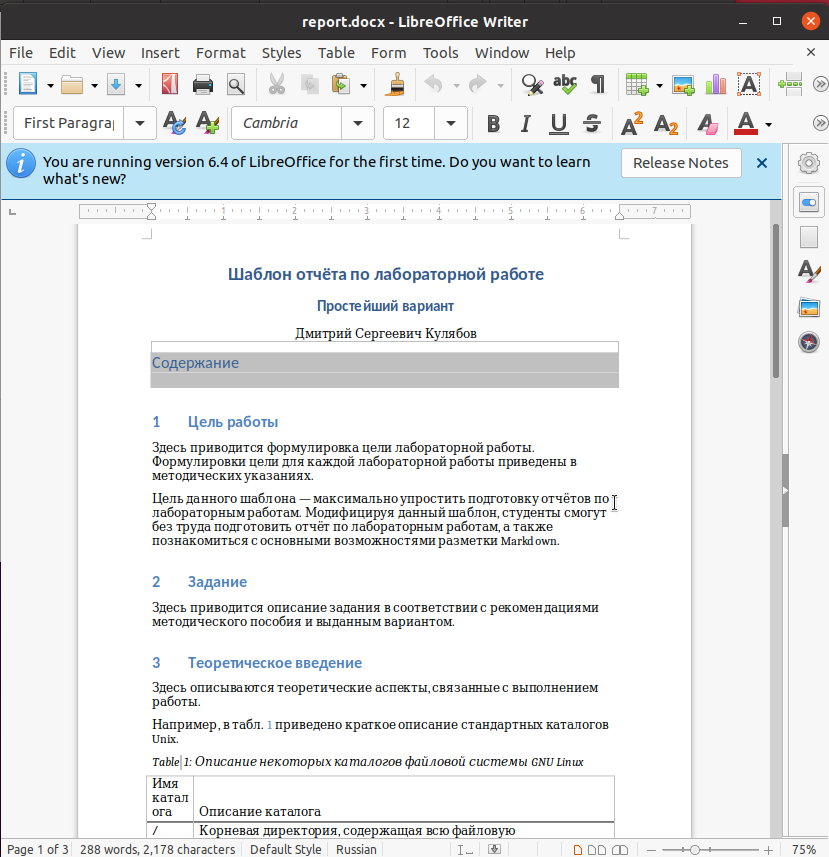 report.docx - LibreOffice Writer
File Edit View Insert Format Styles Table Form Tools Window Help
First Paragraph Cambria 12
You are running version 6.4 of LibreOffice for the first time. Do you want to learn
what's new?
Release Notes
1 2 3 4 5 6 7
Шаблон отчёта по лабораторной работе
Простейший вариант
Дмитрий Сергеевич Кулябов
Содержание
1 Цель работы
Здесь приводится формулировка цели лабораторной работы.
Формулировки цели для каждой лабораторной работы приведены в
методических указаниях.
Цель данного шаблона — максимально упростить подготовку отчётов по
лабораторным работам. Модифицируя данный шаблон, студенты смогут
без труда подготовить отчёт по лабораторным работам, а также
познакомиться с основными возможностями разметки Markdown.
2 Задание
Здесь приводится описание задания в соответствии с рекомендациями
методического пособия и выданным вариантом.
3 Теоретическое введение
Здесь описываются теоретические аспекты, связанные с выполнением
работы.
Например, в табл. 1 приведено краткое описание стандартных каталогов
Unix.
Table 1: Описание некоторых каталогов файловой системы GNU Linux
Имя
катал
ога Описание каталога
/ Корневая директория, содержащая всю файловую
Page 1 of 3 288 words, 2,178 characters Default Style Russian 75%